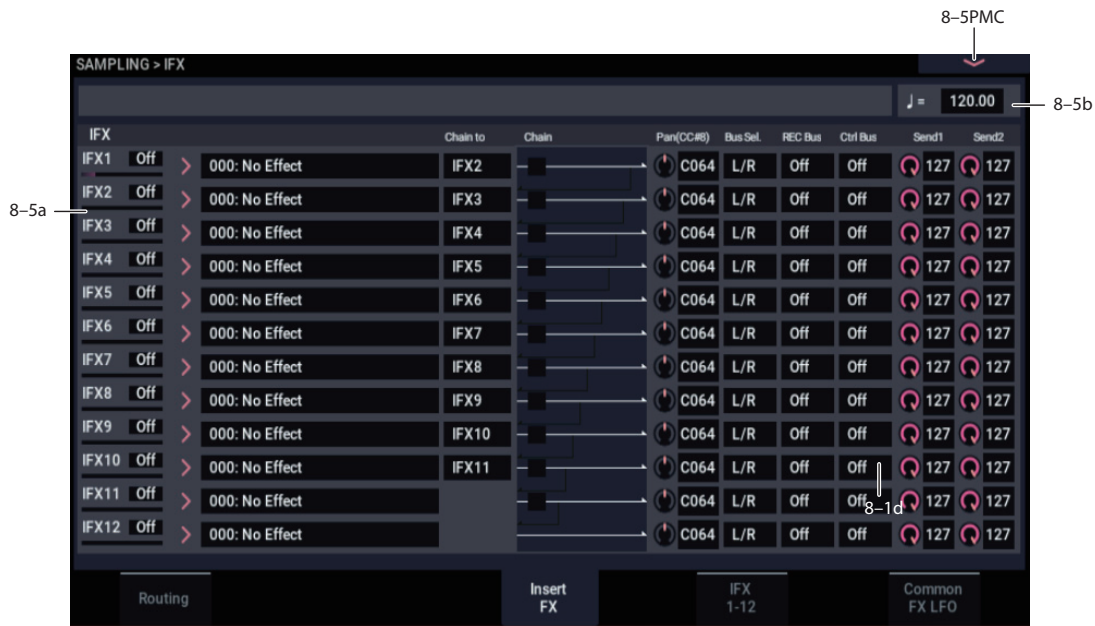 8–5PMC
SAMPLING > IFX
♩ = 120.00
8–5b
IFX Chain to Chain Pan(CC#8) Bus Sel. REC Bus Ctrl Bus Send1 Send2
IFX1 Off 000: No Effect IFX2 C064 L/R Off Off 127 127
IFX2 Off 000: No Effect IFX3 C064 L/R Off Off 127 127
8–5a
IFX3 Off 000: No Effect IFX4 C064 L/R Off Off 127 127
IFX4 Off 000: No Effect IFX5 C064 L/R Off Off 127 127
IFX5 Off 000: No Effect IFX6 C064 L/R Off Off 127 127
IFX6 Off 000: No Effect IFX7 C064 L/R Off Off 127 127
IFX7 Off 000: No Effect IFX8 C064 L/R Off Off 127 127
IFX8 Off 000: No Effect IFX9 C064 L/R Off Off 127 127
IFX9 Off 000: No Effect IFX10 C064 L/R Off Off 127 127
IFX10 Off 000: No Effect IFX11 C064 L/R Off Off 127 127
IFX11 Off 000: No Effect C064 L/R Off Off 127 127
8–1d
IFX12 Off 000: No Effect C064 L/R Off Off 127 127
Routing
Insert
FX
IFX
1-12
Common
FX LFO